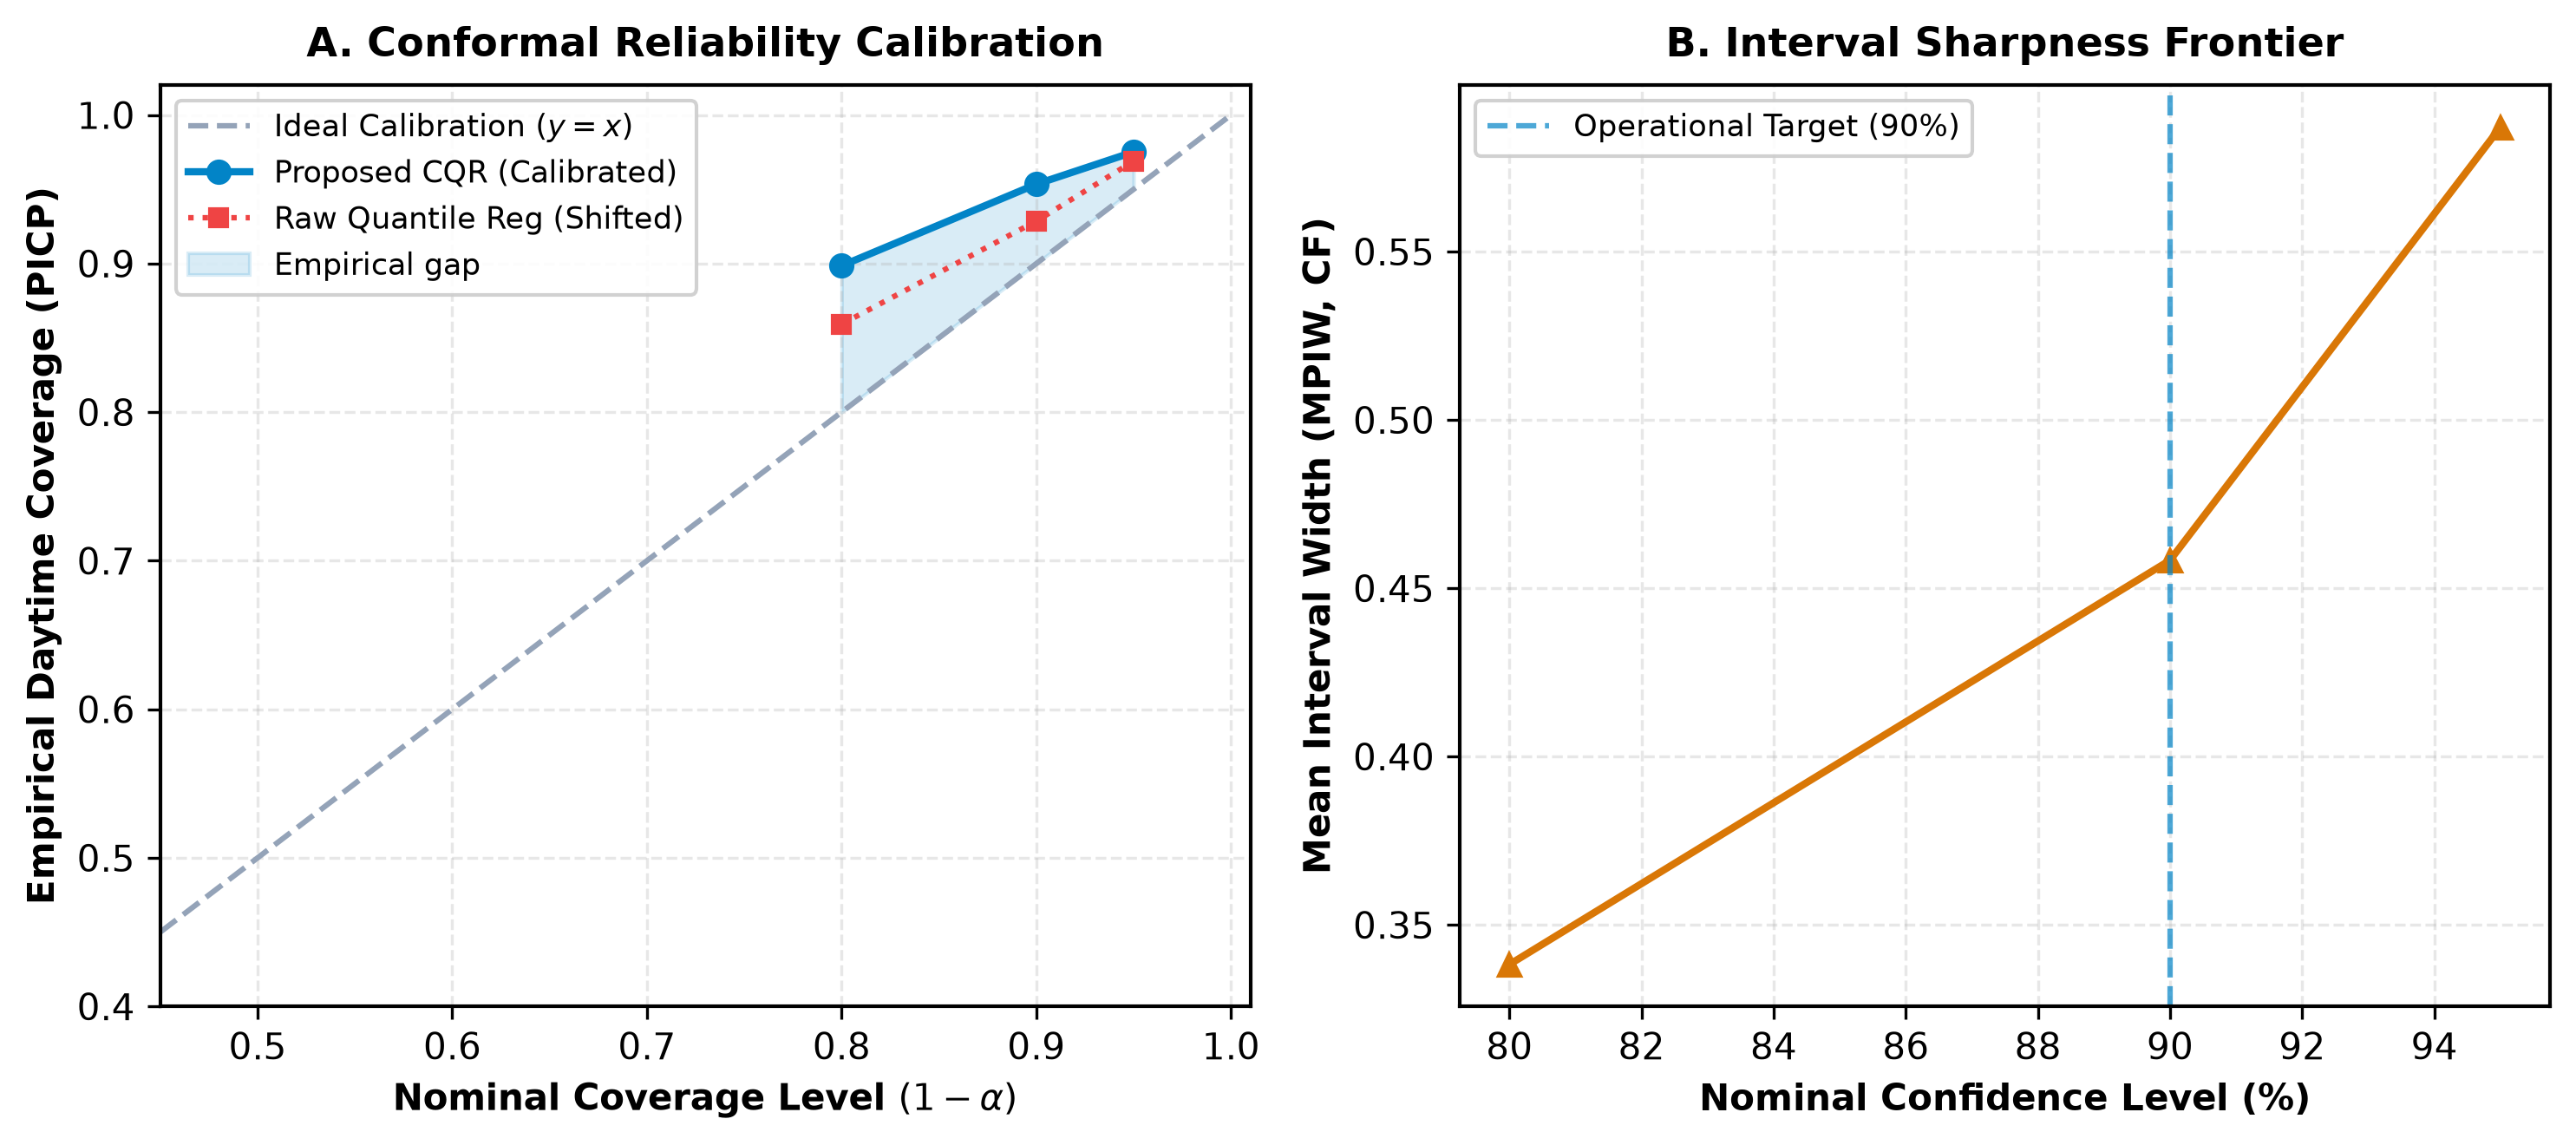 A. Conformal Reliability Calibration
Empirical Daytime Coverage (PICP)
1.0
0.9
0.8
0.7
0.6
0.5
0.4
Ideal Calibration (y = x)
Proposed CQR (Calibrated)
Raw Quantile Reg (Shifted)
Empirical gap
0.5 0.6 0.7 0.8 0.9 1.0
Nominal Coverage Level (1 − α)
B. Interval Sharpness Frontier
Mean Interval Width (MPIW, CF)
0.55
0.50
0.45
0.40
0.35
Operational Target (90%)
80 82 84 86 88 90 92 94
Nominal Confidence Level (%)